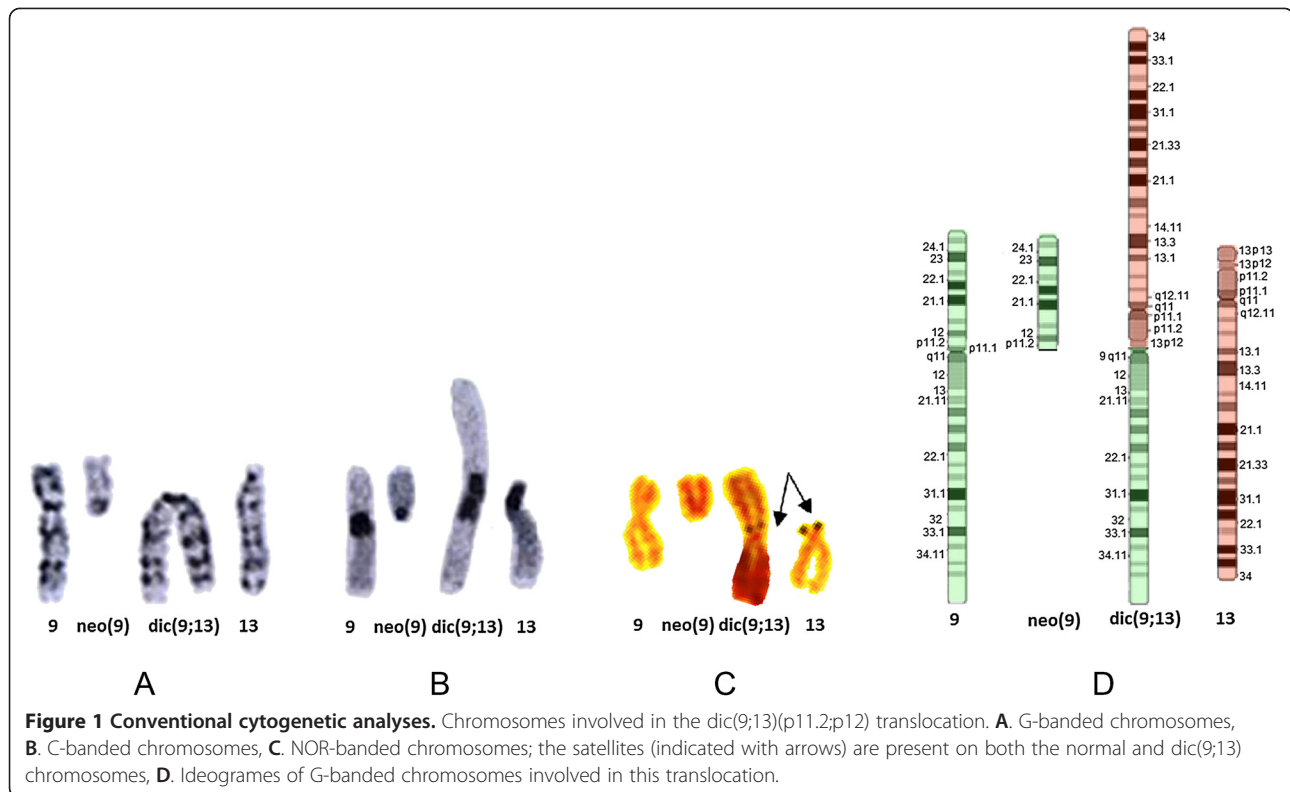 34
33.1
22.1
31.1
21.33
21.1
14.11
13.3
13.1
q12.11
q11
p11.1
p11.2
13p12
9 q11
12
13
21.11
22.1
31.1
32
33.1
34.11
24.1
23
22.1
21.1
12
p11.2
p11.1
q11
12
13
21.11
22.1
31.1
32
33.1
34.11
24.1
23
22.1
21.1
12
p11.2
13p13
13p12
p11.2
p11.1
q11
q12.11
13.1
13.3
14.11
21.1
21.33
31.1
22.1
33.1
34
9 neo(9) dic(9;13) 13
9 neo(9) dic(9;13) 13
9 neo(9) dic(9;13) 13
9 neo(9) dic(9;13) 13
A B C D
Figure 1 Conventional cytogenetic analyses. Chromosomes involved in the dic(9;13)(p11.2;p12) translocation. A. G-banded chromosomes,
B. C-banded chromosomes, C. NOR-banded chromosomes; the satellites (indicated with arrows) are present on both the normal and dic(9;13)
chromosomes, D. Ideogrames of G-banded chromosomes involved in this translocation.